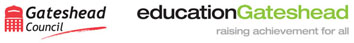 Gateshead
Council
educationGateshead
raising achievement for all